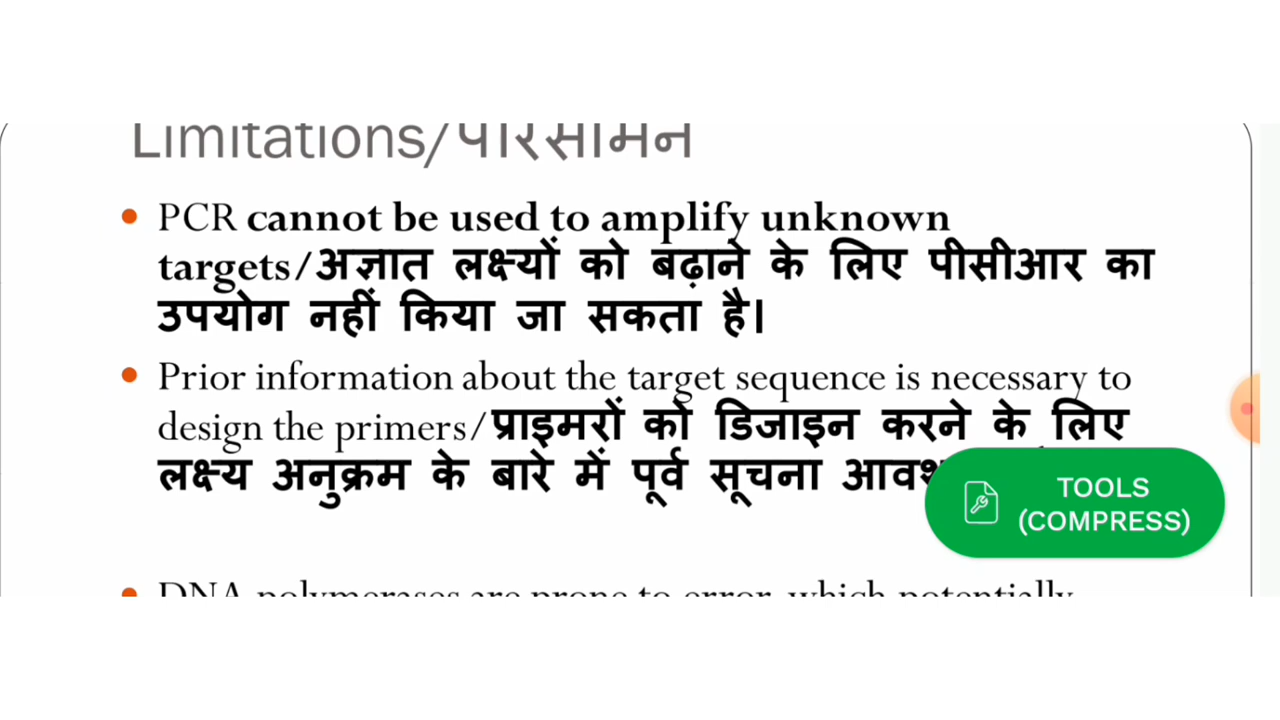 Limitations/परिसीमन
• PCR cannot be used to amplify unknown
targets/अज्ञात लक्ष्यों को बढ़ाने के लिए पीसीआर का
उपयोग नहीं किया जा सकता है।
• Prior information about the target sequence is necessary to
design the primers/प्राइमरों को डिजाइन करने के लिए
लक्ष्य अनुक्रम के बारे में पूर्व सूचना
TOOLS
(COMPRESS)
• DNA polymerases are prone to error, which potentially